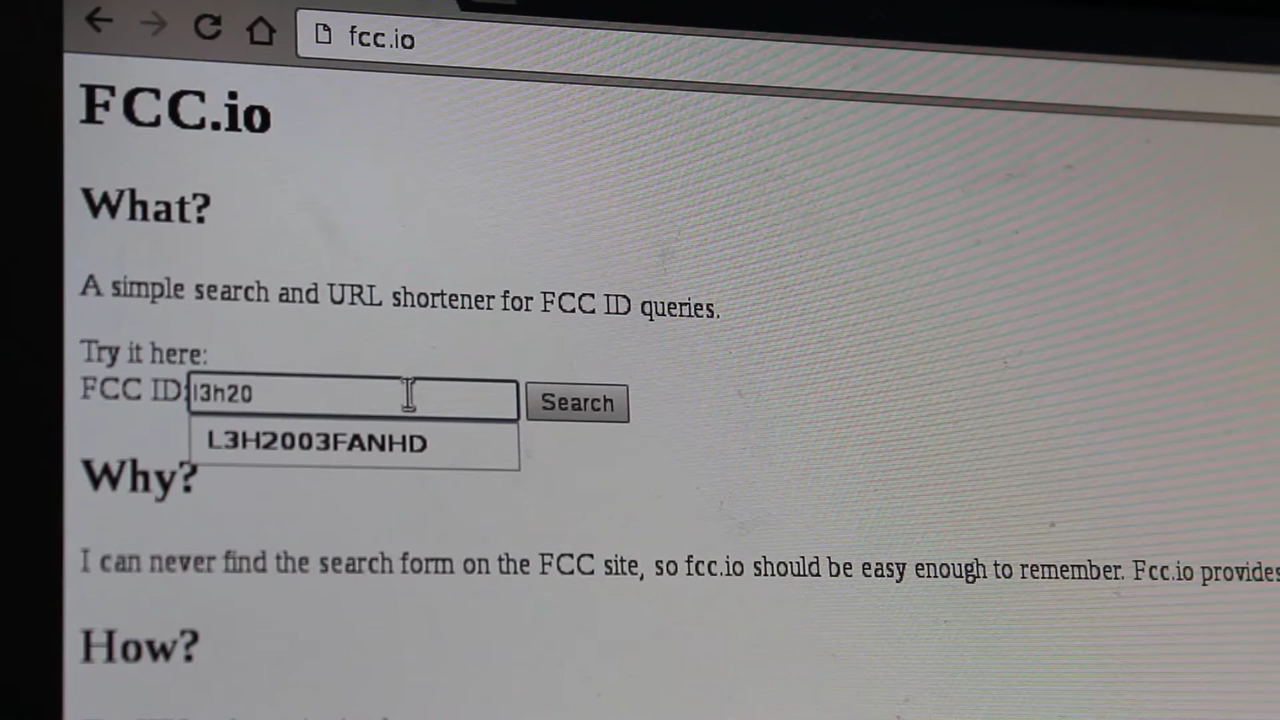 fcc.io
FCC.io
What?
A simple search and URL shortener for FCC ID queries.
Try it here:
FCC ID: l3h20 Search
L3H2003FANHD
Why?
I can never find the search form on the FCC site, so fcc.io should be easy enough to remember. Fcc.io provides
How?